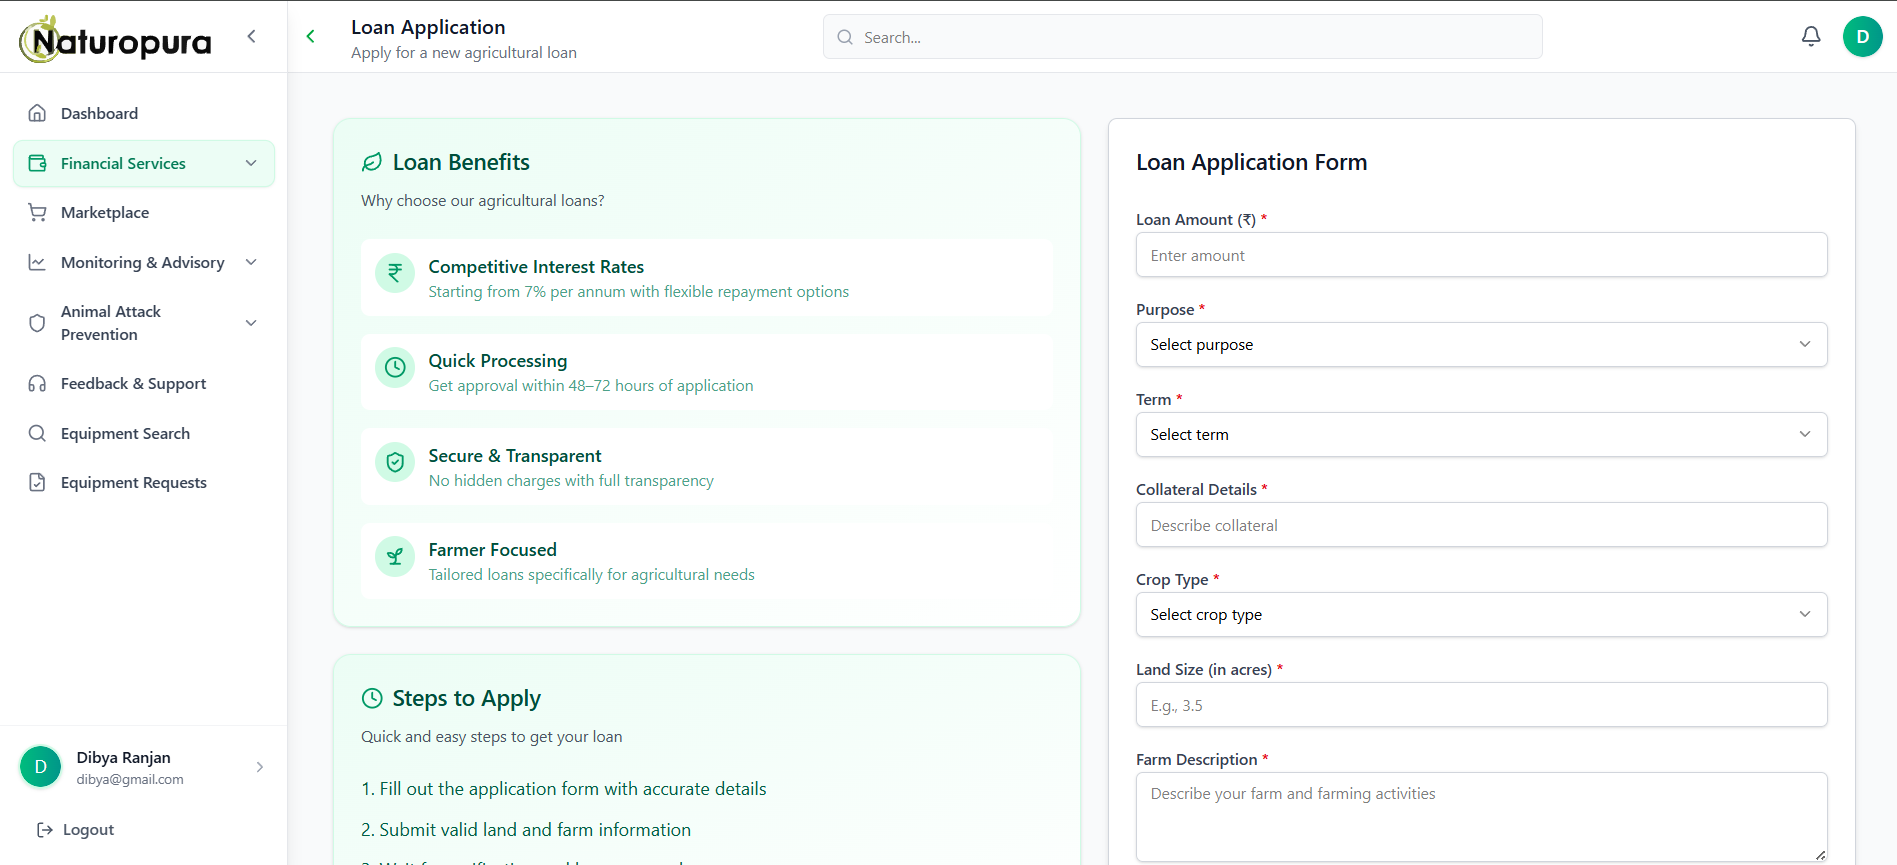 Naturopura
Dashboard
Financial Services
Marketplace
Monitoring & Advisory
Animal Attack
Prevention
Feedback & Support
Equipment Search
Equipment Requests
D
Dibya Ranjan
dibya@gmail.com
Logout
Loan Application
Apply for a new agricultural loan
Search...
D
Loan Benefits
Why choose our agricultural loans?
₹
Competitive Interest Rates
Starting from 7% per annum with flexible repayment options
Quick Processing
Get approval within 48–72 hours of application
Secure & Transparent
No hidden charges with full transparency
Farmer Focused
Tailored loans specifically for agricultural needs
Steps to Apply
Quick and easy steps to get your loan
1. Fill out the application form with accurate details
2. Submit valid land and farm information
Loan Application Form
Loan Amount (₹) *
Enter amount
Purpose *
Select purpose
Term *
Select term
Collateral Details *
Describe collateral
Crop Type *
Select crop type
Land Size (in acres) *
E.g., 3.5
Farm Description *
Describe your farm and farming activities